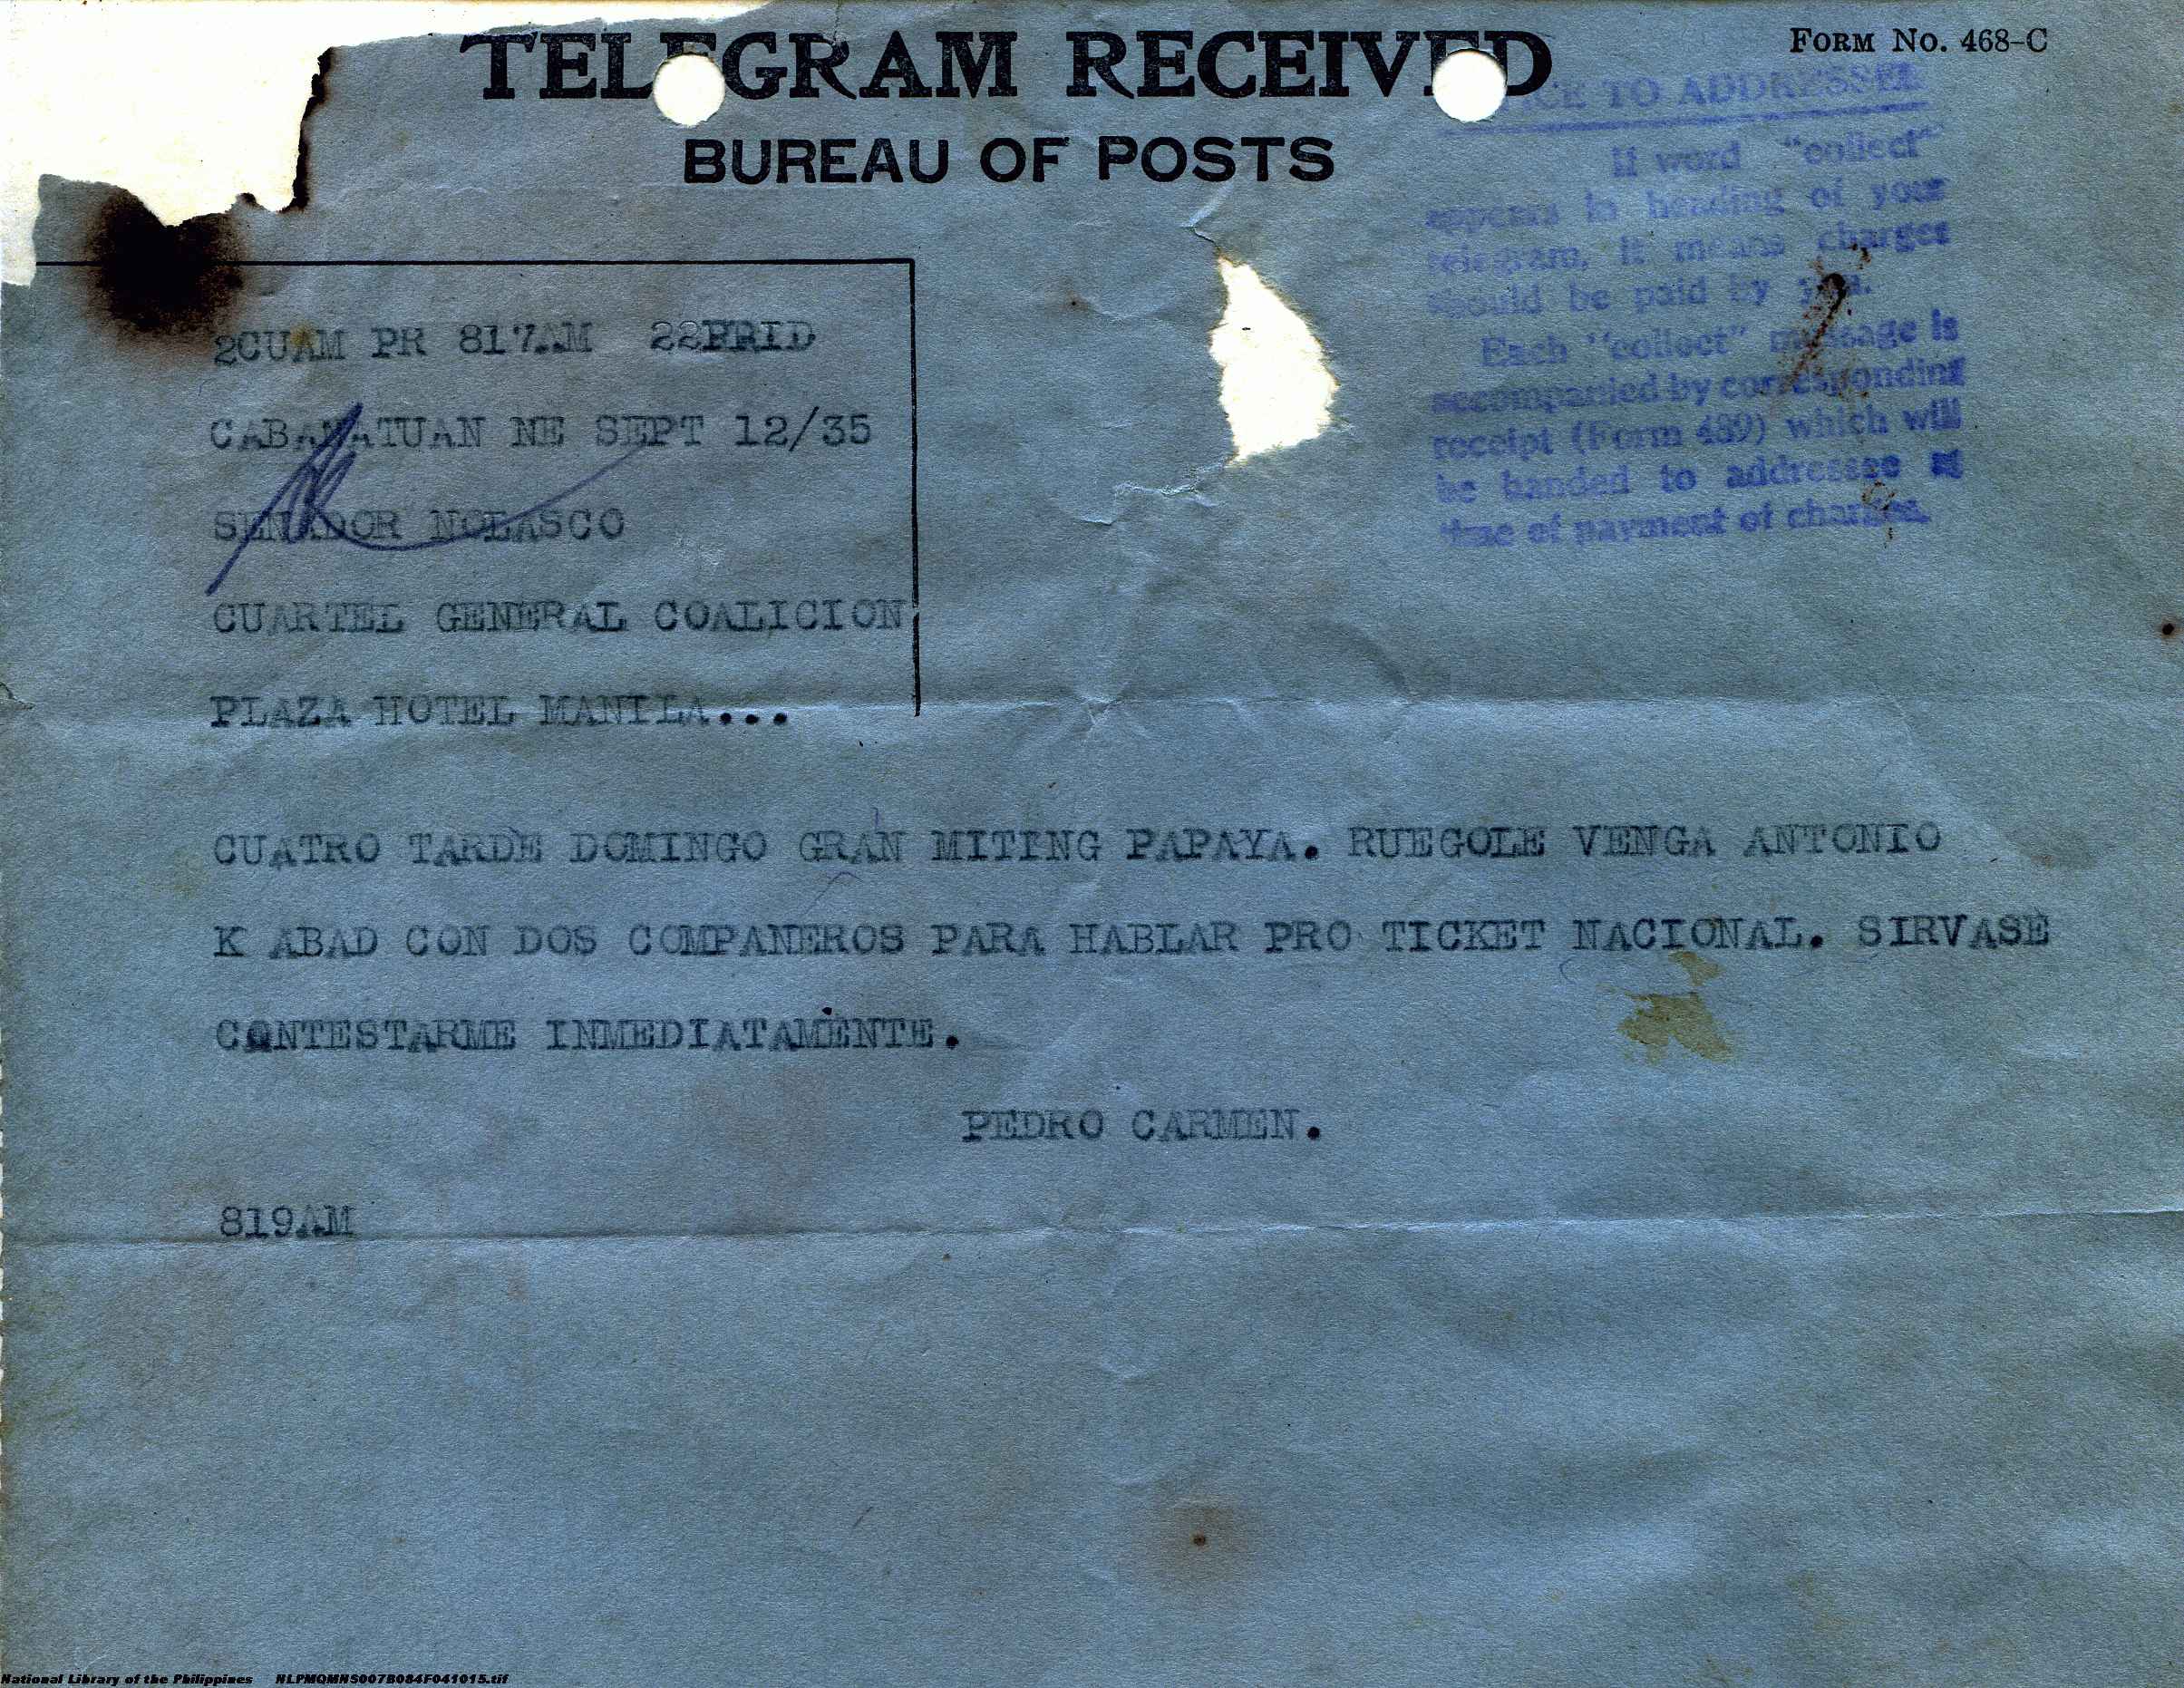 TELEGRAM RECEIVED
FORM NO. 468-C
BUREAU OF POSTS
ICE TO ADDRESSEE
If word "collect"
appears in heading of your
telegram, it means charges
should be paid by you.
Each "collect" message is
accompanied by corresponding
receipt (Form 489) which will
be handed to addressee at
time of payment of charges.
2CUAM PR 817AM 22FRID
CABANATUAN NE SEPT 12/35
SENADOR NOLASCO
CUARTEL GENERAL COALICION
PLAZA HOTEL MANILA...
CUATRO TARDE DOMINGO GRAN MITING PAPAYA. RUEGOLE VENGA ANTONIO
K ABAD CON DOS COMPANEROS PARA HABLAR PRO TICKET NACIONAL. SIRVASE
CONTESTARME INMEDIATAMENTE.
PEDRO CARMEN.
819AM
National Library of the Philippines NLPMQMNS007B084F041015.tif